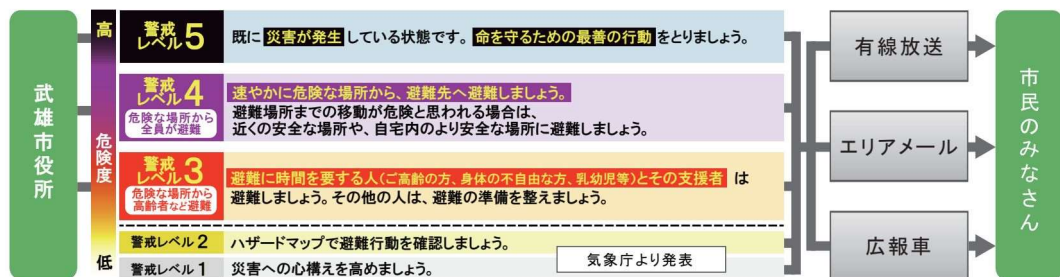 武雄市役所
高
危険度
低
警戒レベル5
既に災害が発生している状態です。命を守るための最善の行動をとりましょう。
警戒レベル4
危険な場所から
全員が避難
速やかに危険な場所から、避難先へ避難しましょう。
避難場所までの移動が危険と思われる場合は、
近くの安全な場所や、自宅内のより安全な場所に避難しましょう。
警戒レベル3
危険な場所から
高齢者など避難
避難に時間を要する人(ご高齢の方、身体の不自由な方、乳幼児等)とその支援者 は
避難しましょう。その他の人は、避難の準備を整えましょう。
警戒レベル2
ハザードマップで避難行動を確認しましょう。
警戒レベル1
災害への心構えを高めましょう。
気象庁より発表
有線放送
エリアメール
広報車
市民のみなさん